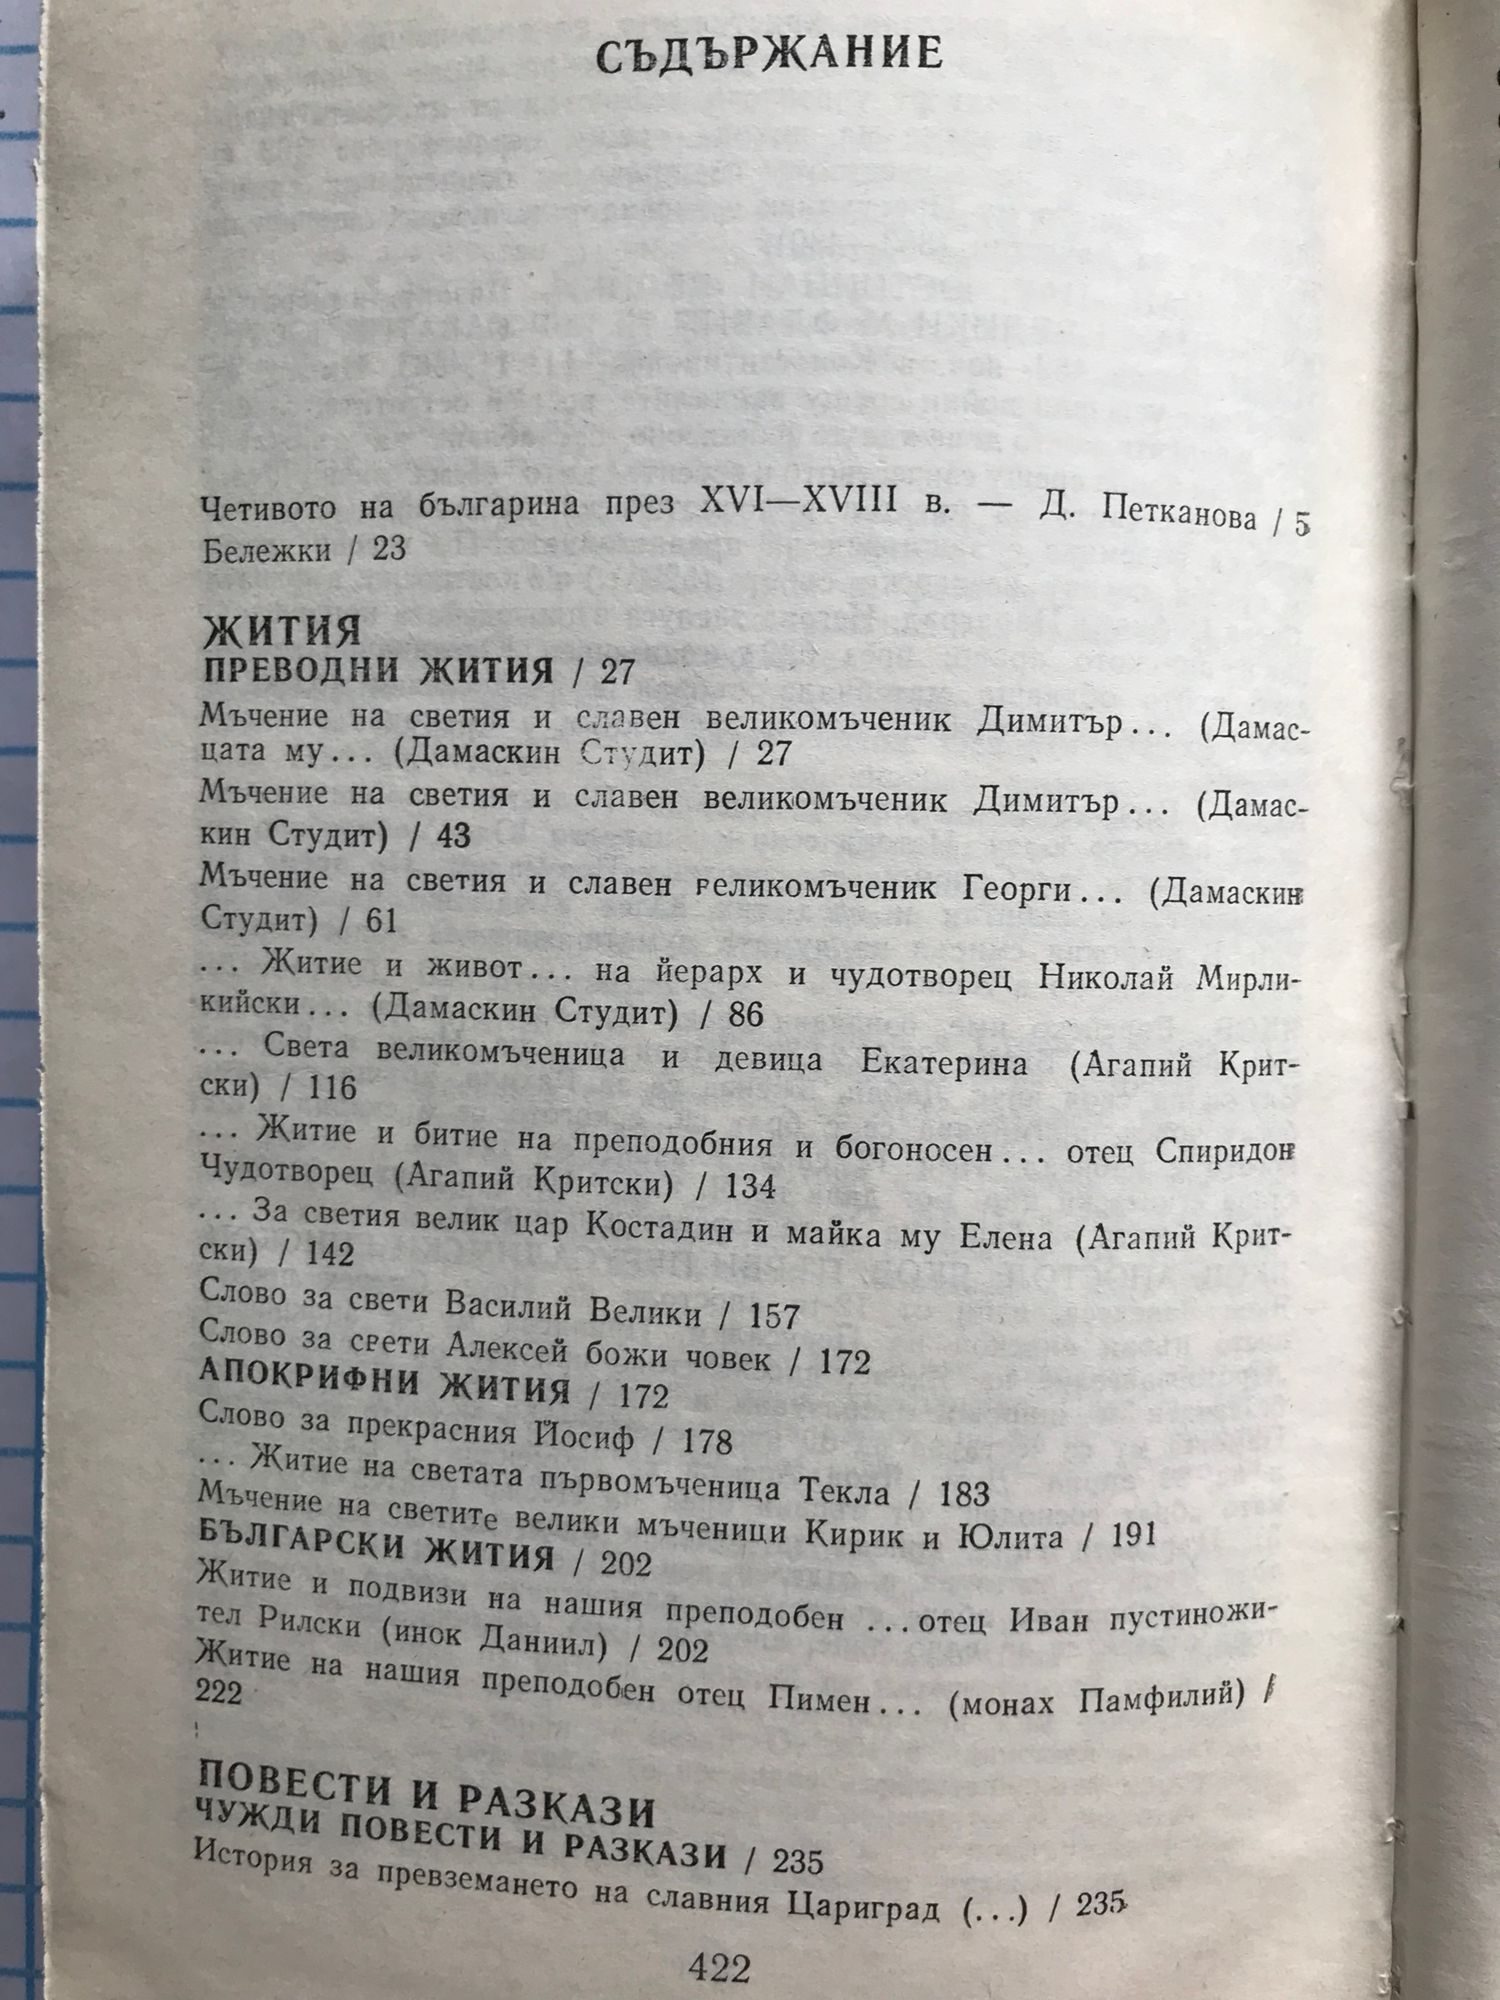 СЪДЪРЖАНИЕ
Четивото на българина през XVI—XVIII в. — Д. Петканова / 5
Бележки / 23
ЖИТИЯ
ПРЕВОДНИ ЖИТИЯ / 27
Мъчение на светия и славен великомъченик Димитър... (Дамас-
цата му... (Дамаскин Студит) / 27
Мъчение на светия и славен великомъченик Димитър... (Дамас-
кин Студит) / 43
Мъчение на светия и славен великомъченик Георги... (Дамаскин
Студит) / 61
... Житие и живот... на йерарх и чудотворец Николай Мирли-
кийски... (Дамаскин Студит) / 86
... Света великомъченица и девица Екатерина (Агапий Крит-
ски) / 116
... Житие и битие на преподобния и богоносен... отец Спиридон
Чудотворец (Агапий Критски) / 134
... За светия велик цар Костадин и майка му Елена (Агапий Крит-
ски) / 142
Слово за свети Василий Велики / 157
Слово за свети Алексей божи човек / 172
АПОКРИФНИ ЖИТИЯ / 172
Слово за прекрасния Йосиф / 178
... Житие на светата първомъченица Текла / 183
Мъчение на светите велики мъченици Кирик и Юлита / 191
БЪЛГАРСКИ ЖИТИЯ / 202
Житие и подвизи на нашия преподобен ...отец Иван пустиножи-
тел Рилски (инок Даниил) / 202
Житие на нашия преподобен отец Пимен... (монах Памфилий) /
222
ПОВЕСТИ И РАЗКАЗИ
ЧУЖДИ ПОВЕСТИ И РАЗКАЗИ / 235
История за превземането на славния Цариград (...) / 235
422